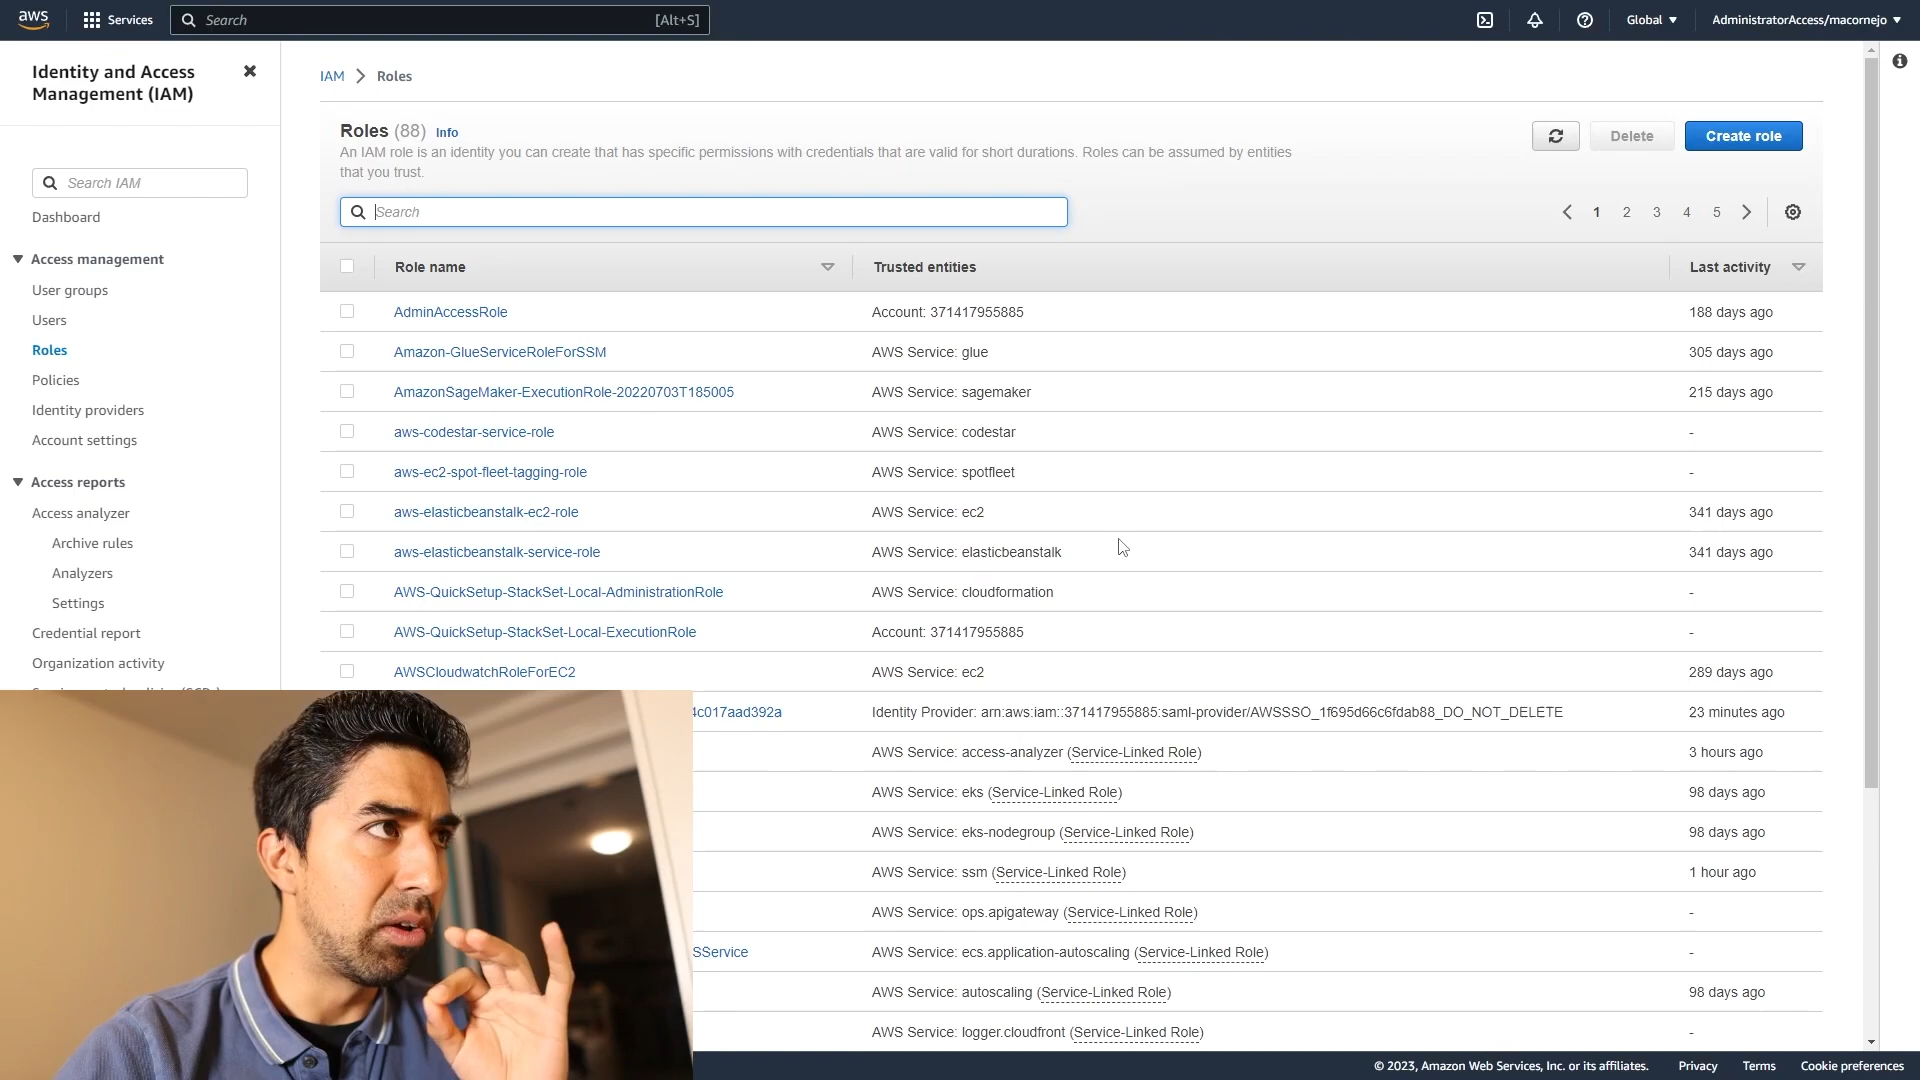 aws
Services
Search
[Alt+S]
Global ▼
AdministratorAccess/macornejo ▼
Identity and Access
Management (IAM)
Search IAM
Dashboard
Access management
User groups
Users
Roles
Policies
Identity providers
Account settings
Access reports
Access analyzer
Archive rules
Analyzers
Settings
Credential report
Organization activity
IAM > Roles
Roles (88) Info
An IAM role is an identity you can create that has specific permissions with credentials that are valid for short durations. Roles can be assumed by entities
that you trust.
Delete
Create role
Search
1 2 3 4 5
Role name Trusted entities Last activity
AdminAccessRole Account: 371417955885 188 days ago
Amazon-GlueServiceRoleForSSM AWS Service: glue 305 days ago
AmazonSageMaker-ExecutionRole-20220703T185005 AWS Service: sagemaker 215 days ago
aws-codestar-service-role AWS Service: codestar -
aws-ec2-spot-fleet-tagging-role AWS Service: spotfleet -
aws-elasticbeanstalk-ec2-role AWS Service: ec2 341 days ago
aws-elasticbeanstalk-service-role AWS Service: elasticbeanstalk 341 days ago
AWS-QuickSetup-StackSet-Local-AdministrationRole AWS Service: cloudformation -
AWS-QuickSetup-StackSet-Local-ExecutionRole Account: 371417955885 -
AWSCloudwatchRoleForEC2 AWS Service: ec2 289 days ago
4c017aad392a Identity Provider: arn:aws:iam::371417955885:saml-provider/AWSSSO_1f695d66c6fdab88_DO_NOT_DELETE 23 minutes ago
AWS Service: access-analyzer (Service-Linked Role) 3 hours ago
AWS Service: eks (Service-Linked Role) 98 days ago
AWS Service: eks-nodegroup (Service-Linked Role) 98 days ago
AWS Service: ssm (Service-Linked Role) 1 hour ago
AWS Service: ops.apigateway (Service-Linked Role) -
SService AWS Service: ecs.application-autoscaling (Service-Linked Role) -
AWS Service: autoscaling (Service-Linked Role) 98 days ago
AWS Service: logger.cloudfront (Service-Linked Role) -
© 2023, Amazon Web Services, Inc. or its affiliates. Privacy Terms Cookie preferences